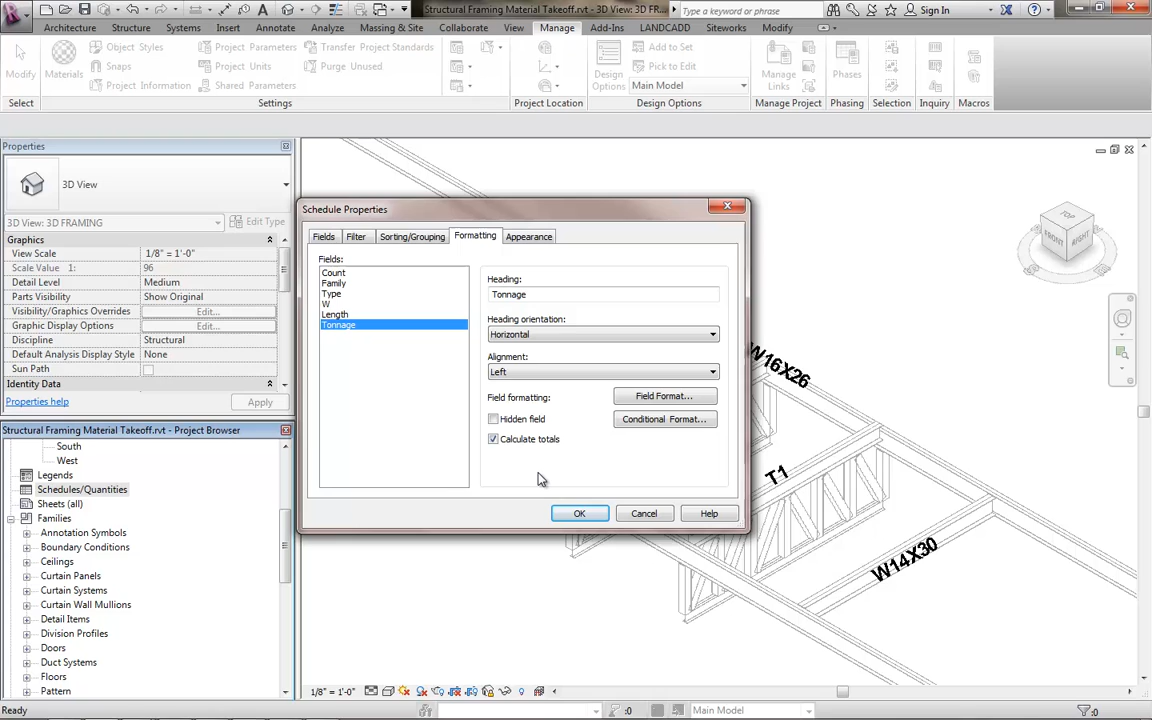 Structural Framing Material Takeoff.rvt - 3D View: 3D FR...
Type a keyword or phrase
Sign In
Architecture Structure Systems Insert Annotate Analyze Massing & Site Collaborate View Manage Add-Ins LANDCADD Siteworks Modify
Modify
Materials
Object Styles
Snaps
Project Information
Project Parameters
Project Units
Shared Parameters
Transfer Project Standards
Purge Unused
Design Options
Add to Set
Pick to Edit
Main Model
Manage Links
Phases
Select Settings Project Location Design Options Manage Project Phasing Selection Inquiry Macros
Properties
3D View
3D View: 3D FRAMING
Edit Type
Graphics
View Scale 1/8" = 1'-0"
Scale Value 1: 96
Detail Level Medium
Parts Visibility Show Original
Visibility/Graphics Overrides Edit...
Graphic Display Options Edit...
Discipline Structural
Default Analysis Display Style None
Sun Path
Identity Data
Properties help
Apply
Structural Framing Material Takeoff.rvt - Project Browser
South
West
Legends
Schedules/Quantities
Sheets (all)
Families
Annotation Symbols
Boundary Conditions
Ceilings
Curtain Panels
Curtain Systems
Curtain Wall Mullions
Detail Items
Division Profiles
Doors
Duct Systems
Floors
Pattern
Schedule Properties
Fields Filter Sorting/Grouping Formatting Appearance
Fields:
Count
Family
Type
W
Length
Tonnage
Heading:
Tonnage
Heading orientation:
Horizontal
Alignment:
Left
Field formatting:
Field Format...
Hidden field
Conditional Format...
Calculate totals
OK
Cancel
Help
TOP
FRONT
RIGHT
W16X26
T1
W14X30
1/8" = 1'-0"
Ready
:0
Main Model
:0